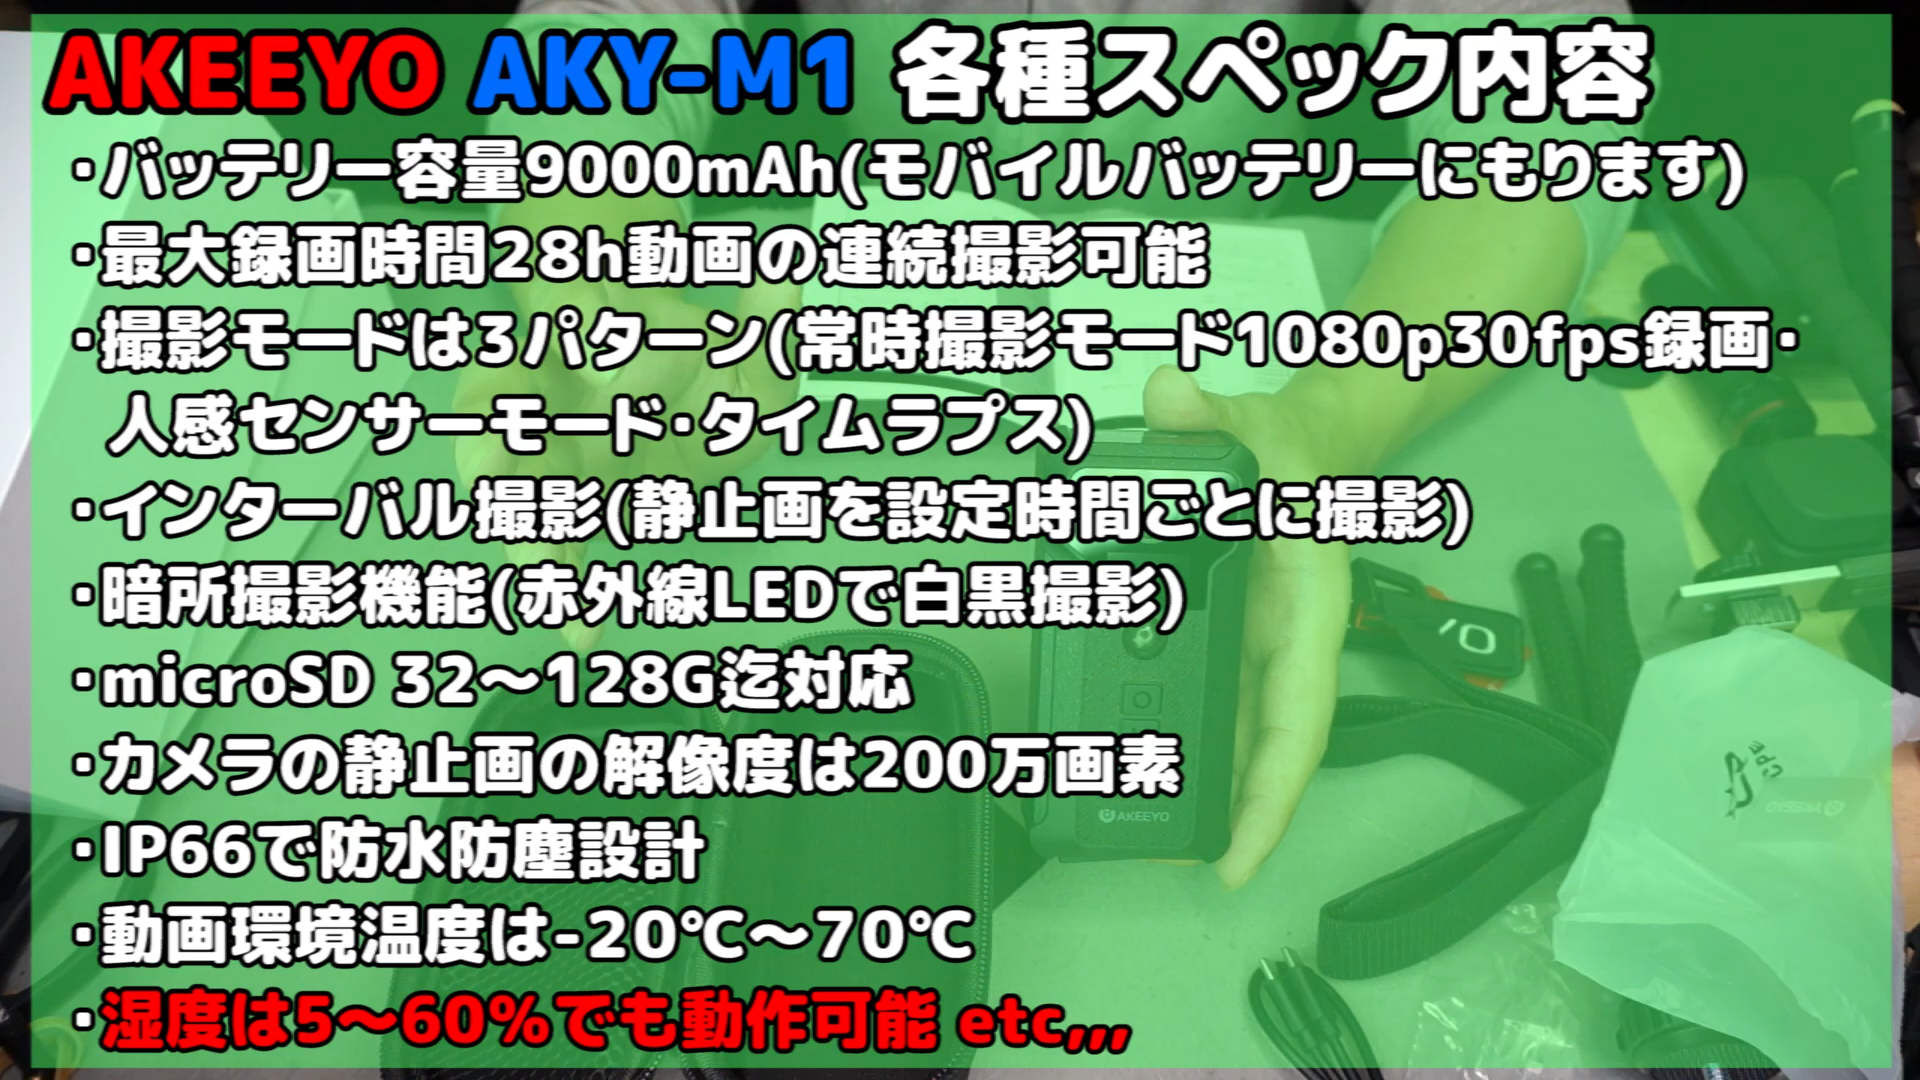 AKEEYO AKY-M1 各種スペック内容
・バッテリー容量9000mAh(モバイルバッテリーにもります)
・最大録画時間28h動画の連続撮影可能
・撮影モードは3パターン(常時撮影モード1080p30fps録画・
人感センサーモード・タイムラプス)
・インターバル撮影(静止画を設定時間ごとに撮影)
・暗所撮影機能(赤外線LEDで白黒撮影)
・microSD 32〜128G迄対応
・カメラの静止画の解像度は200万画素
・IP66で防水防塵設計
・動画環境温度は-20℃〜70℃
・湿度は5〜60%でも動作可能 etc,,,
AKEEYO